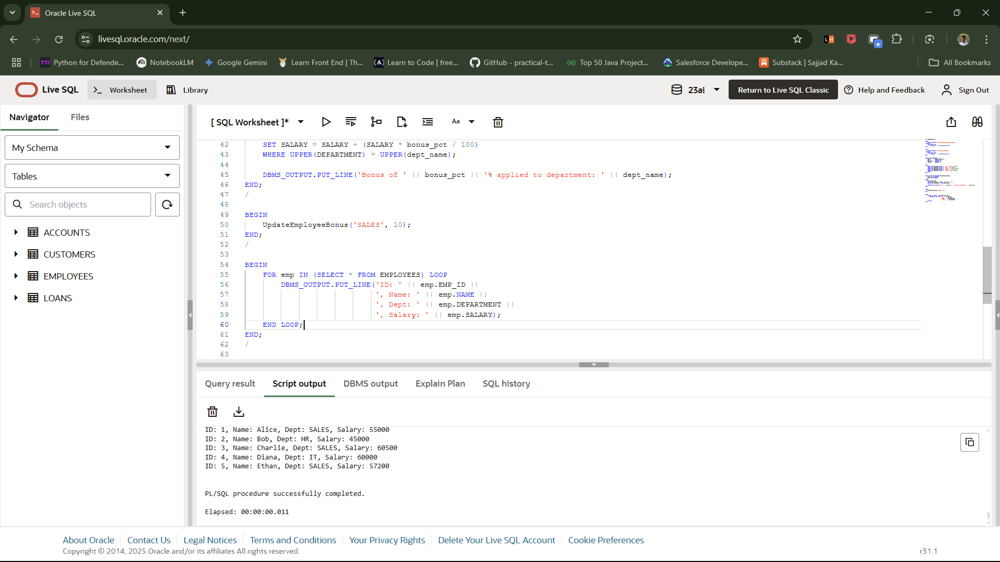 Oracle Live SQL
livesql.oracle.com/next/
Python for Defende...
NotebookLM
Google Gemini
Learn Front End | Th...
Learn to Code | free...
GitHub - practical-t...
Top 50 Java Project...
Salesforce Develope...
Substack | Sajjad Ka...
All Bookmarks
Live SQL
Worksheet
Library
23ai
Return to Live SQL Classic
Help and Feedback
Sign Out
Navigator
Files
My Schema
Tables
Search objects
ACCOUNTS
CUSTOMERS
EMPLOYEES
LOANS
[ SQL Worksheet ]*
Aa
42 SET SALARY = SALARY + (SALARY * bonus_pct / 100)
43 WHERE UPPER(DEPARTMENT) = UPPER(dept_name);
44
45 DBMS_OUTPUT.PUT_LINE('Bonus of ' || bonus_pct || '% applied to department: ' || dept_name);
46 END;
47 /
48
49 BEGIN
50 UpdateEmployeeBonus('SALES', 10);
51 END;
52 /
53
54 BEGIN
55 FOR emp IN (SELECT * FROM EMPLOYEES) LOOP
56 DBMS_OUTPUT.PUT_LINE('ID: ' || emp.EMP_ID ||
57 ', Name: ' || emp.NAME ||
58 ', Dept: ' || emp.DEPARTMENT ||
59 ', Salary: ' || emp.SALARY);
60 END LOOP;
61 END;
62 /
63
Query result
Script output
DBMS output
Explain Plan
SQL history
ID: 1, Name: Alice, Dept: SALES, Salary: 55000
ID: 2, Name: Bob, Dept: HR, Salary: 45000
ID: 3, Name: Charlie, Dept: SALES, Salary: 60500
ID: 4, Name: Diana, Dept: IT, Salary: 60000
ID: 5, Name: Ethan, Dept: SALES, Salary: 57200
PL/SQL procedure successfully completed.
Elapsed: 00:00:00.011
About Oracle
Contact Us
Legal Notices
Terms and Conditions
Your Privacy Rights
Delete Your Live SQL Account
Cookie Preferences
Copyright © 2014, 2025 Oracle and/or its affiliates All rights reserved.
r31.1